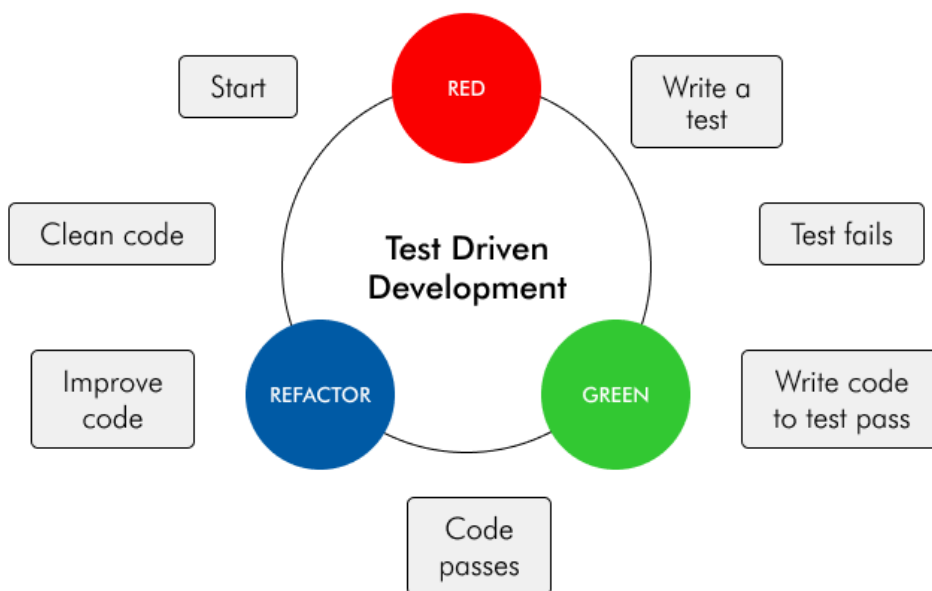 Start
RED
Write a
test
Clean code
Test Driven
Development
Test fails
Improve
code
REFACTOR
GREEN
Write code
to test pass
Code
passes